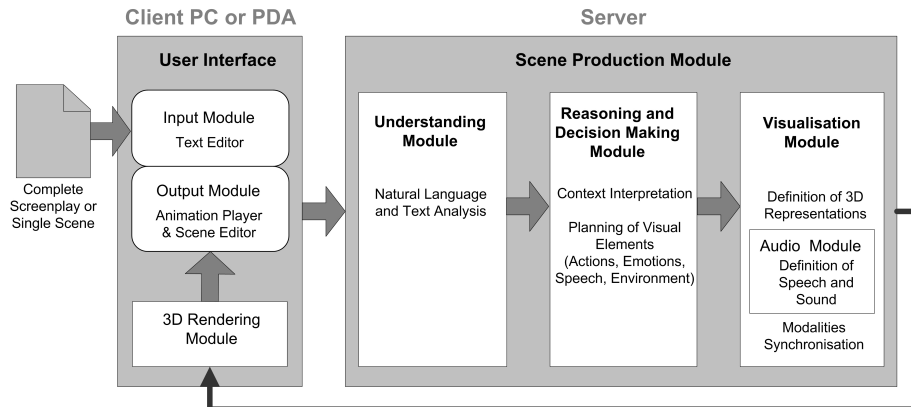 Client PC or PDA
Server
User Interface
Scene Production Module
Complete
Screenplay or
Single Scene
Input Module
Text Editor
Output Module
Animation Player
& Scene Editor
3D Rendering
Module
Understanding
Module
Natural Language
and Text Analysis
Reasoning and
Decision Making
Module
Context Interpretation
Planning of Visual
Elements
(Actions, Emotions,
Speech, Environment)
Visualisation
Module
Definition of 3D
Representations
Audio Module
Definition of
Speech and
Sound
Modalities
Synchronisation